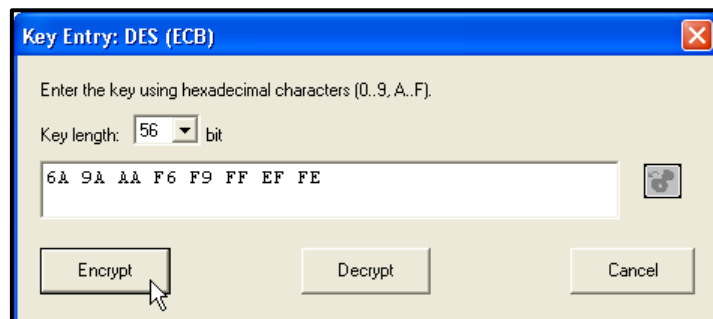 Key Entry: DES (ECB)
Enter the key using hexadecimal characters (0..9, A..F).
Key length: 56 bit
6A 9A AA F6 F9 FF EF FE
Encrypt Decrypt Cancel